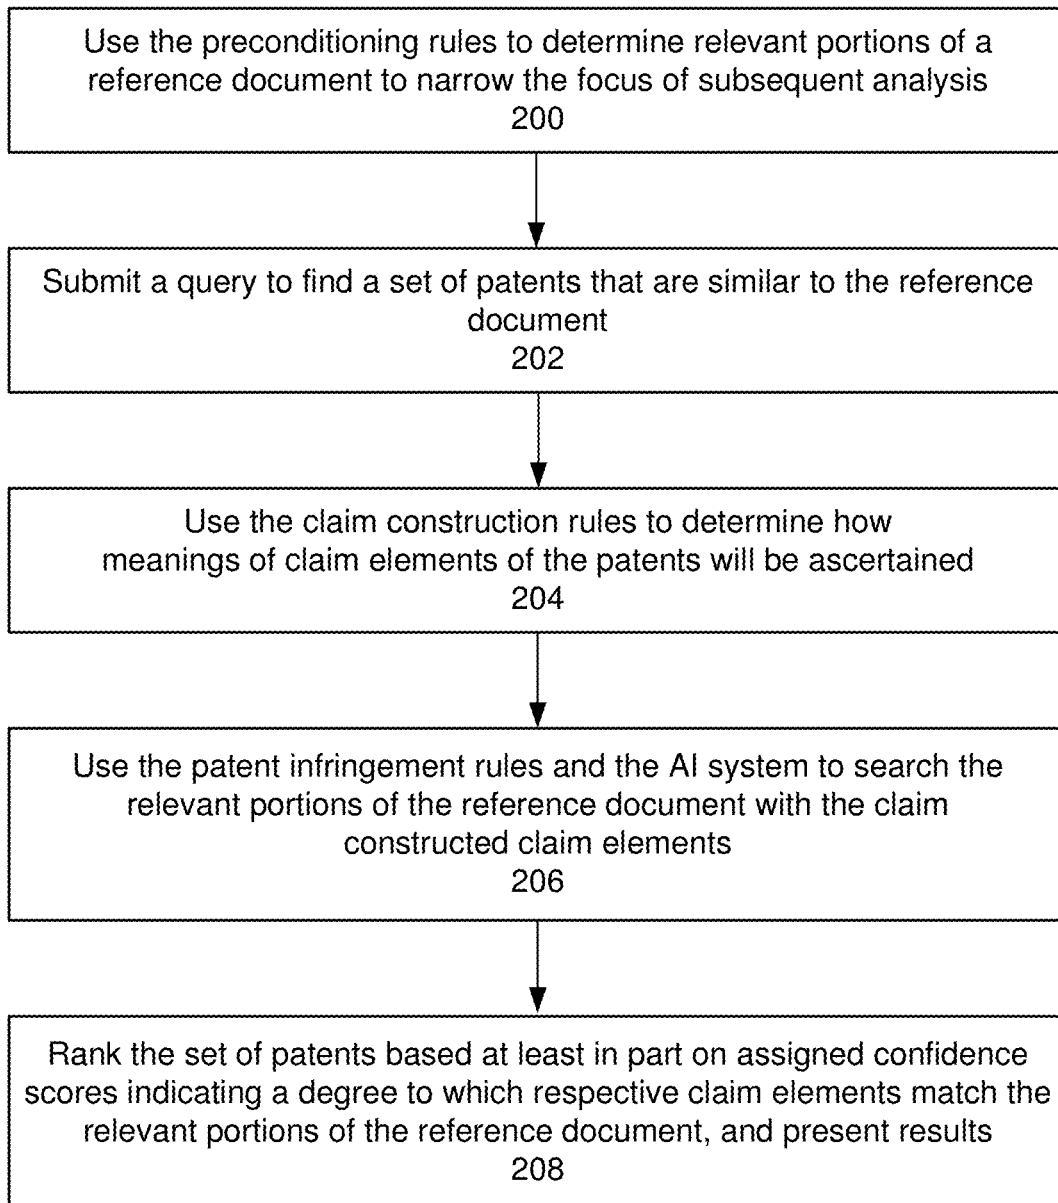 Use the preconditioning rules to determine relevant portions of a
reference document to narrow the focus of subsequent analysis
200
Submit a query to find a set of patents that are similar to the reference
document
202
Use the claim construction rules to determine how
meanings of claim elements of the patents will be ascertained
204
Use the patent infringement rules and the AI system to search the
relevant portions of the reference document with the claim
constructed claim elements
206
Rank the set of patents based at least in part on assigned confidence
scores indicating a degree to which respective claim elements match the
relevant portions of the reference document, and present results
208